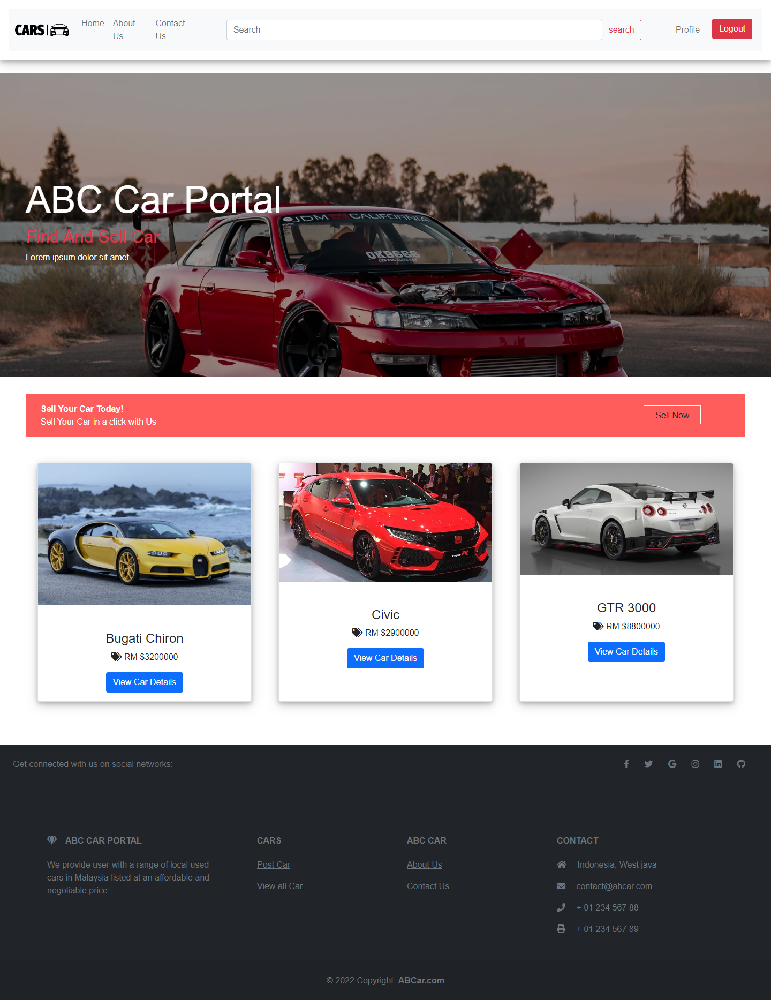 CARS
Home
About Us
Contact Us
Search
search
Profile
Logout
JDM CALIFORNIA
OKB666
CEN CAL ELITE
ABC Car Portal
Find And Sell Car
Lorem ipsum dolor sit amet.
Sell Your Car Today!
Sell Your Car in a click with Us
Sell Now
TYPE R
Bugati Chiron
RM $3200000
View Car Details
Civic
RM $2900000
View Car Details
GTR 3000
RM $8800000
View Car Details
Get connected with us on social networks:
ABC CAR PORTAL
We provide user with a range of local used
cars in Malaysia listed at an affordable and
negotiable price.
CARS
Post Car
View all Car
ABC CAR
About Us
Contact Us
CONTACT
Indonesia, West java
contact@abcar.com
+ 01 234 567 88
+ 01 234 567 89
© 2022 Copyright: ABCar.com